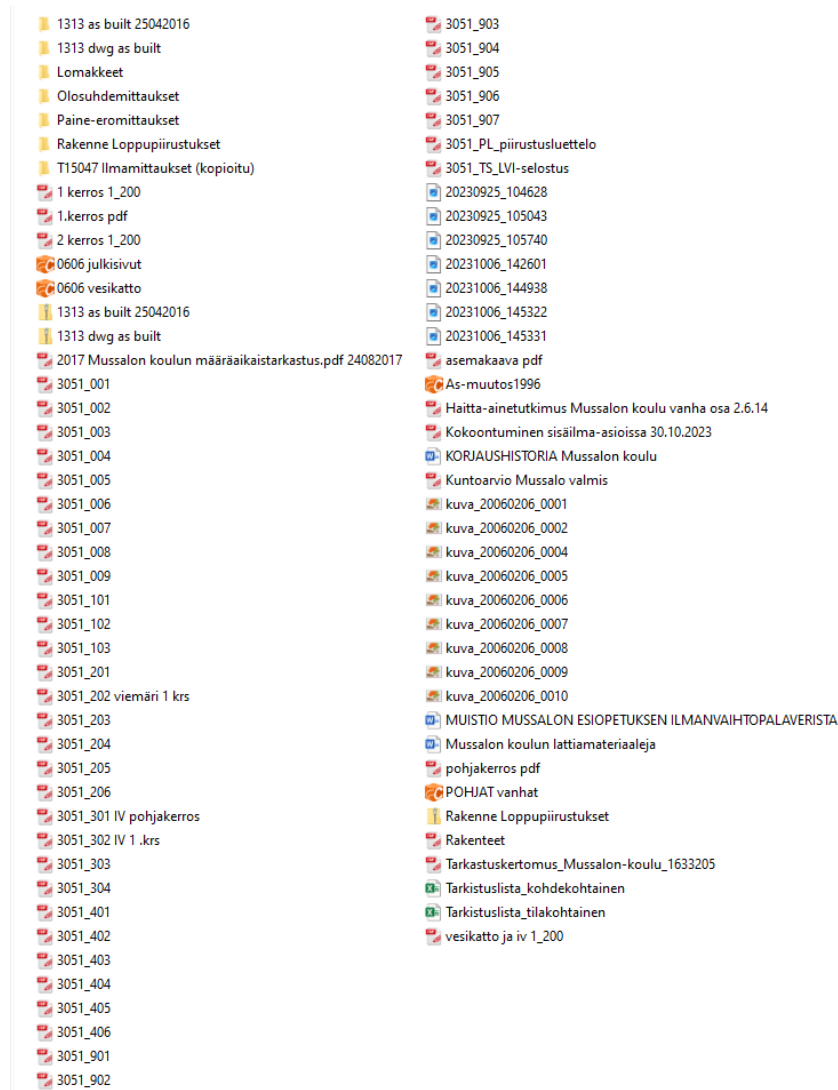 1313 as built 25042016
1313 dwg as built
Lomakkeet
Olosuhdemittaukset
Paine-eromittaukset
Rakenne Loppupiirustukset
T15047 Ilmamittaukset (kopioitu)
1 kerros 1_200
1.kerros pdf
2 kerros 1_200
0606 julkisivut
0606 vesikatto
1313 as built 25042016
1313 dwg as built
2017 Mussalon koulun määräaikaistarkastus.pdf 24082017
3051_001
3051_002
3051_003
3051_004
3051_005
3051_006
3051_007
3051_008
3051_009
3051_101
3051_102
3051_103
3051_201
3051_202 viemäri 1 krs
3051_203
3051_204
3051_205
3051_206
3051_301 IV pohjakerros
3051_302 IV 1 .krs
3051_303
3051_304
3051_401
3051_402
3051_403
3051_404
3051_405
3051_406
3051_901
3051_902
3051_903
3051_904
3051_905
3051_906
3051_907
3051_PL_piirustusluettelo
3051_TS_LVI-selostus
20230925_104628
20230925_105043
20230925_105740
20231006_142601
20231006_144938
20231006_145322
20231006_145331
asemakaava pdf
As-muutos1996
Haitta-ainetutkimus Mussalon koulu vanha osa 2.6.14
Kokoontuminen sisäilma-asioissa 30.10.2023
KORJAUSHISTORIA Mussalon koulu
Kuntoarvio Mussalo valmis
kuva_20060206_0001
kuva_20060206_0002
kuva_20060206_0004
kuva_20060206_0005
kuva_20060206_0006
kuva_20060206_0007
kuva_20060206_0008
kuva_20060206_0009
kuva_20060206_0010
MUISTIO MUSSALON ESIOPETUKSEN ILMANVAIHTOPALAVERISTA
Mussalon koulun lattiamateriaaleja
pohjakerros pdf
POHJAT vanhat
Rakenne Loppupiirustukset
Rakenteet
Tarkastuskertomus_Mussalon-koulu_1633205
Tarkistuslista_kohdekohtainen
Tarkistuslista_tilakohtainen
vesikatto ja iv 1_200